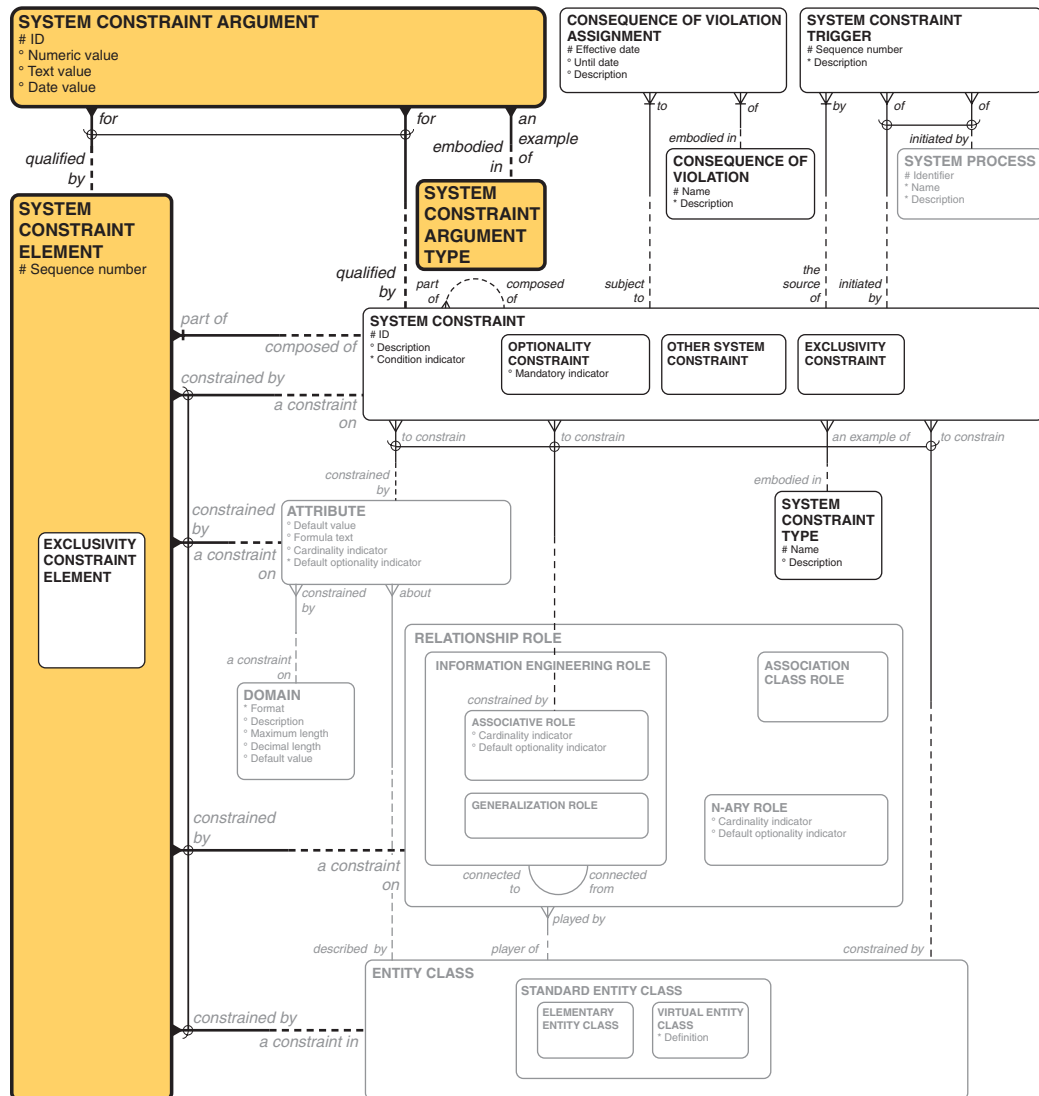 SYSTEM CONSTRAINT ARGUMENT
# ID
° Numeric value
° Text value
° Date value
CONSEQUENCE OF VIOLATION
ASSIGNMENT
# Effective date
° Until date
° Description
SYSTEM CONSTRAINT
TRIGGER
# Sequence number
* Description
for
for
an
example
of
to
of
by
of
of
qualified
by
embodied
in
embodied in
initiated by
SYSTEM
CONSTRAINT
ARGUMENT
TYPE
CONSEQUENCE OF
VIOLATION
# Name
* Description
SYSTEM PROCESS
# Identifier
* Name
* Description
SYSTEM
CONSTRAINT
ELEMENT
# Sequence number
qualified
by
part
of
composed
of
subject
to
the
source
of
initiated
by
part of
composed of
SYSTEM CONSTRAINT
# ID
° Description
* Condition indicator
OPTIONALITY
CONSTRAINT
° Mandatory indicator
OTHER SYSTEM
CONSTRAINT
EXCLUSIVITY
CONSTRAINT
constrained by
a constraint
on
to constrain
to constrain
an example of
to constrain
constrained
by
embodied in
SYSTEM
CONSTRAINT
TYPE
# Name
° Description
constrained
by
a constraint
on
ATTRIBUTE
° Default value
° Formula text
° Cardinality indicator
* Default optionality indicator
EXCLUSIVITY
CONSTRAINT
ELEMENT
constrained
by
about
a constraint
on
DOMAIN
* Format
° Description
° Maximum length
° Decimal length
° Default value
RELATIONSHIP ROLE
INFORMATION ENGINEERING ROLE
ASSOCIATION
CLASS ROLE
constrained by
ASSOCIATIVE ROLE
° Cardinality indicator
° Default optionality indicator
GENERALIZATION ROLE
N-ARY ROLE
° Cardinality indicator
° Default optionality indicator
constrained
by
a constraint
on
connected
to
connected
from
played by
described by
player of
constrained by
ENTITY CLASS
STANDARD ENTITY CLASS
ELEMENTARY
ENTITY CLASS
VIRTUAL ENTITY
CLASS
* Definition
constrained by
a constraint in